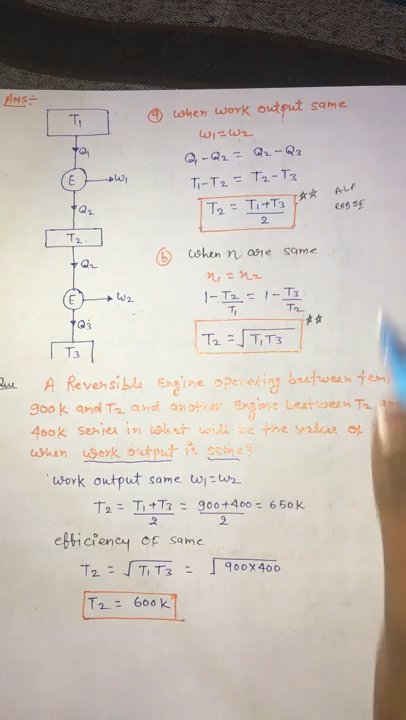 Ans:-
T1
Q1
E
W1
Q2
T2
Q2
E
W2
Q3
T3
(a) when work output same
W1=W2
Q1-Q2 = Q2-Q3
T1-T2 = T2-T3
T2 = T1+T3/2
ALP
(b) when η are same
η1 = η2
1-T2/T1 = 1-T3/T2
T2 = √T1T3
Que A Reversible Engine operating between tem
900K and T2 and another Engine between T2 an
400K series in what will be the value of
when work output is same?
work output same W1=W2
T2 = T1+T3/2 = 900+400/2 = 650K
efficiency of same
T2 = √T1T3 = √900×400
T2 = 600K